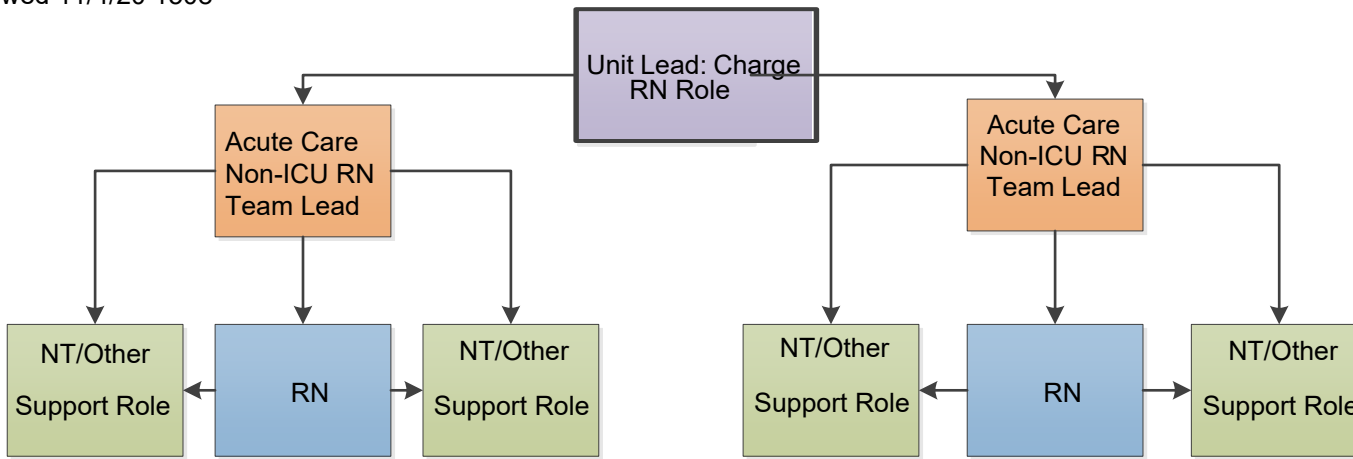 Unit Lead: Charge
RN Role
Acute Care
Non-ICU RN
Team Lead
Acute Care
Non-ICU RN
Team Lead
NT/Other
Support Role
RN
NT/Other
Support Role
NT/Other
Support Role
RN
NT/Other
Support Role